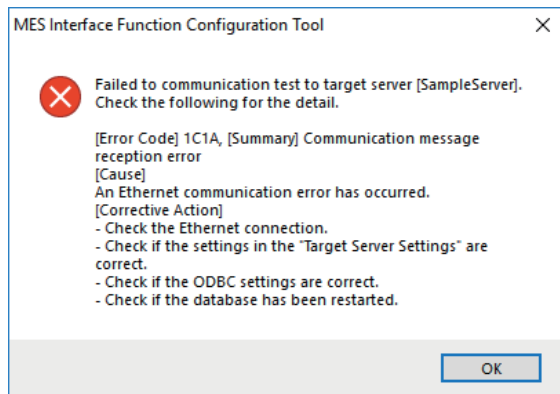 MES Interface Function Configuration Tool
Failed to communication test to target server [SampleServer].
Check the following for the detail.
[Error Code] 1C1A, [Summary] Communication message
reception error
[Cause]
An Ethernet communication error has occurred.
[Corrective Action]
- Check the Ethernet connection.
- Check if the settings in the "Target Server Settings" are
correct.
- Check if the ODBC settings are correct.
- Check if the database has been restarted.
OK